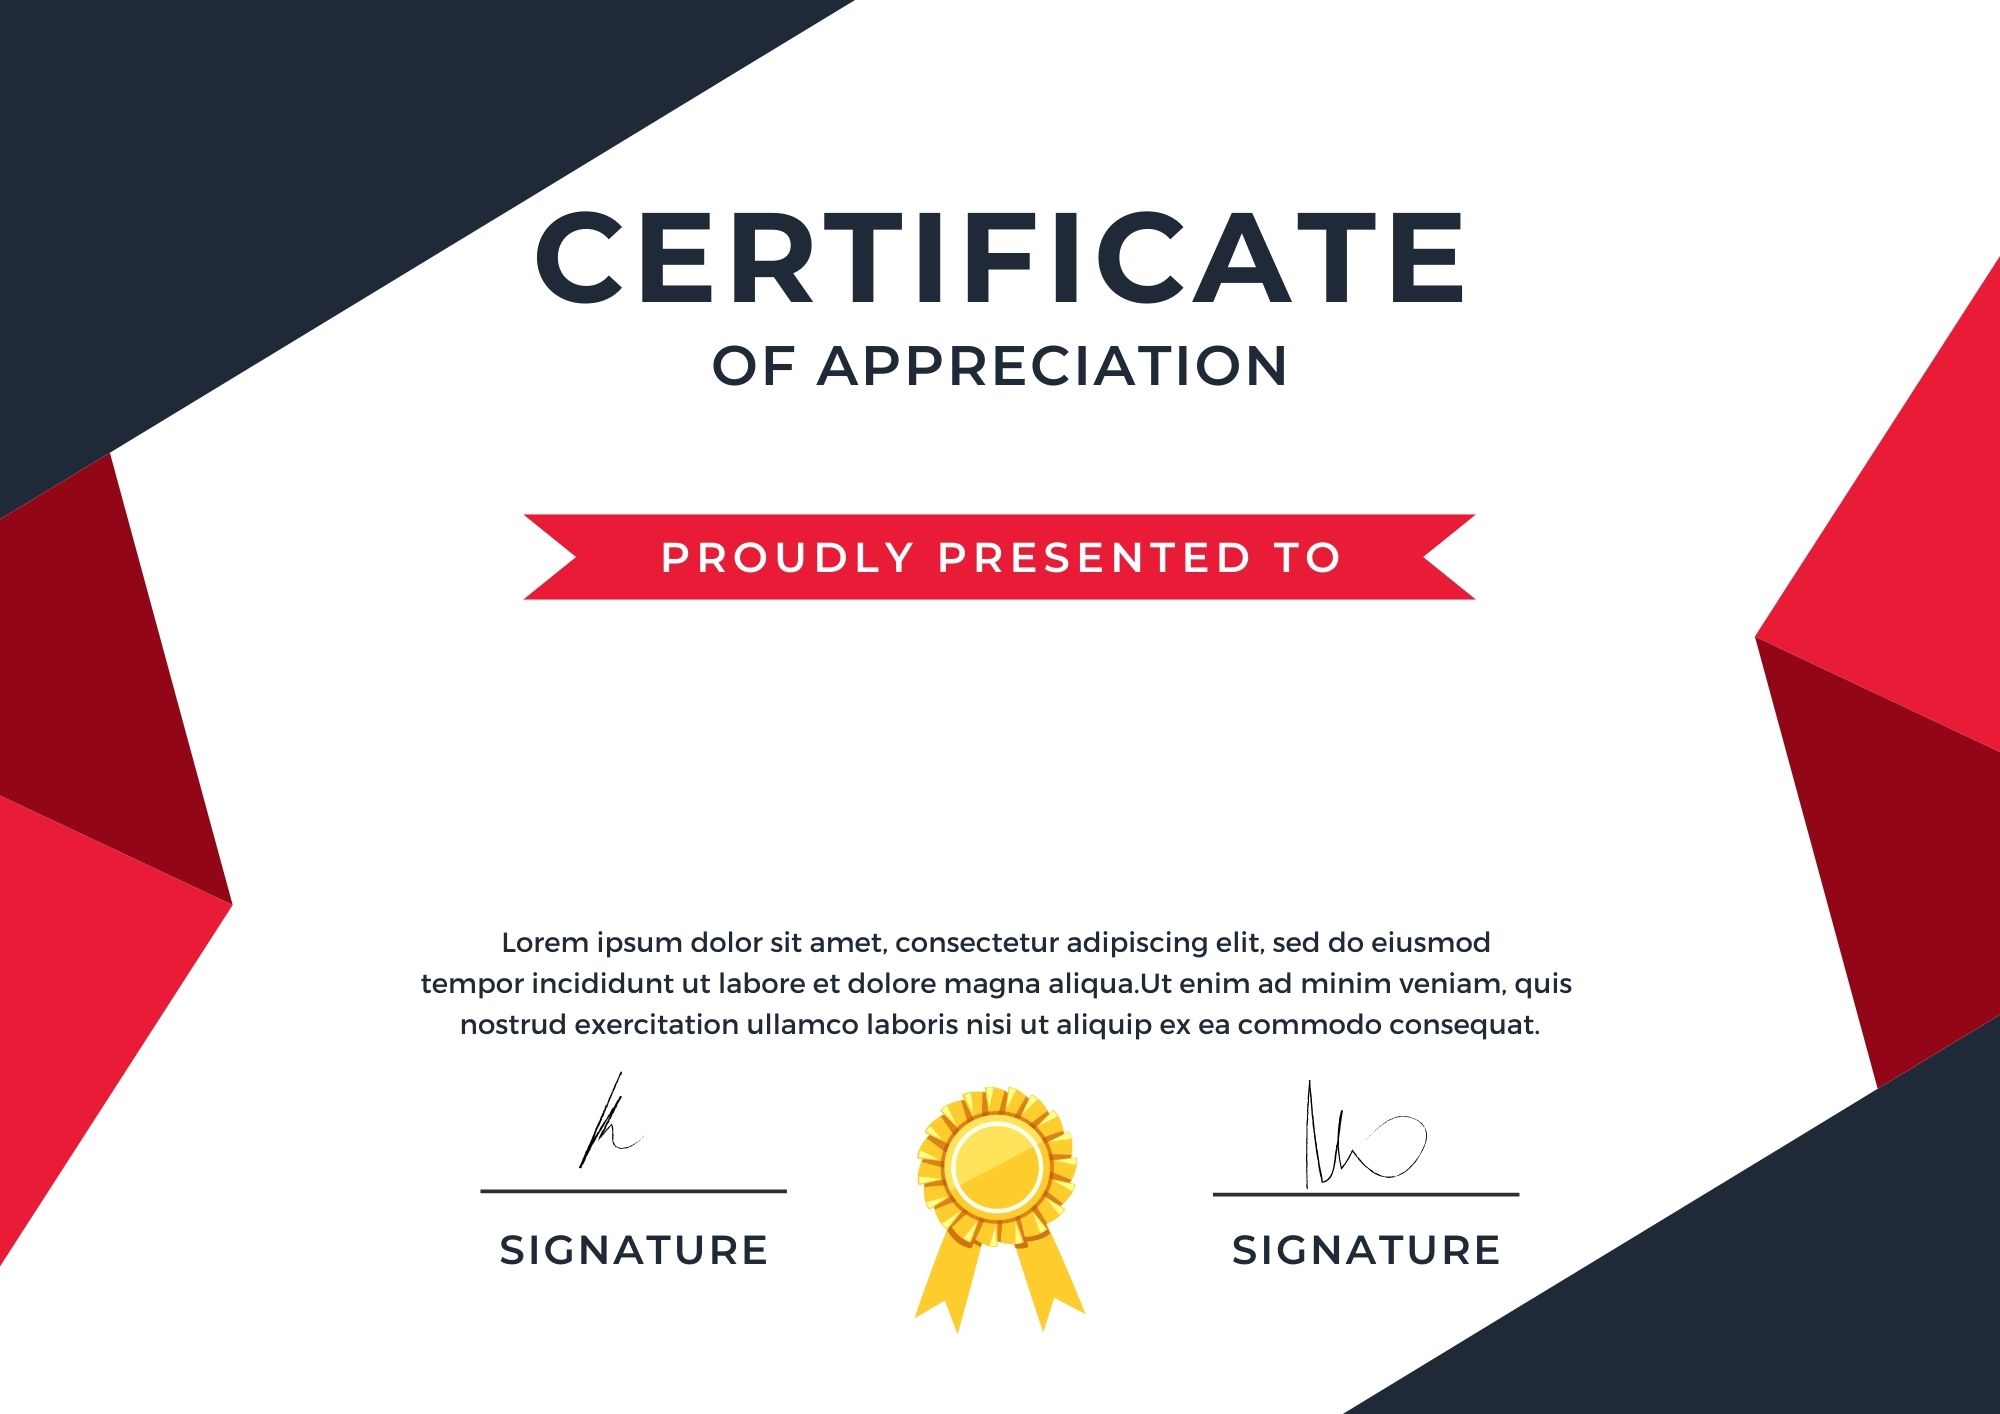 CERTIFICATE
OF APPRECIATION
PROUDLY PRESENTED TO
Lorem ipsum dolor sit amet, consectetur adipiscing elit, sed do eiusmod
tempor incididunt ut labore et dolore magna aliqua.Ut enim ad minim veniam, quis
nostrud exercitation ullamco laboris nisi ut aliquip ex ea commodo consequat.
SIGNATURE
SIGNATURE